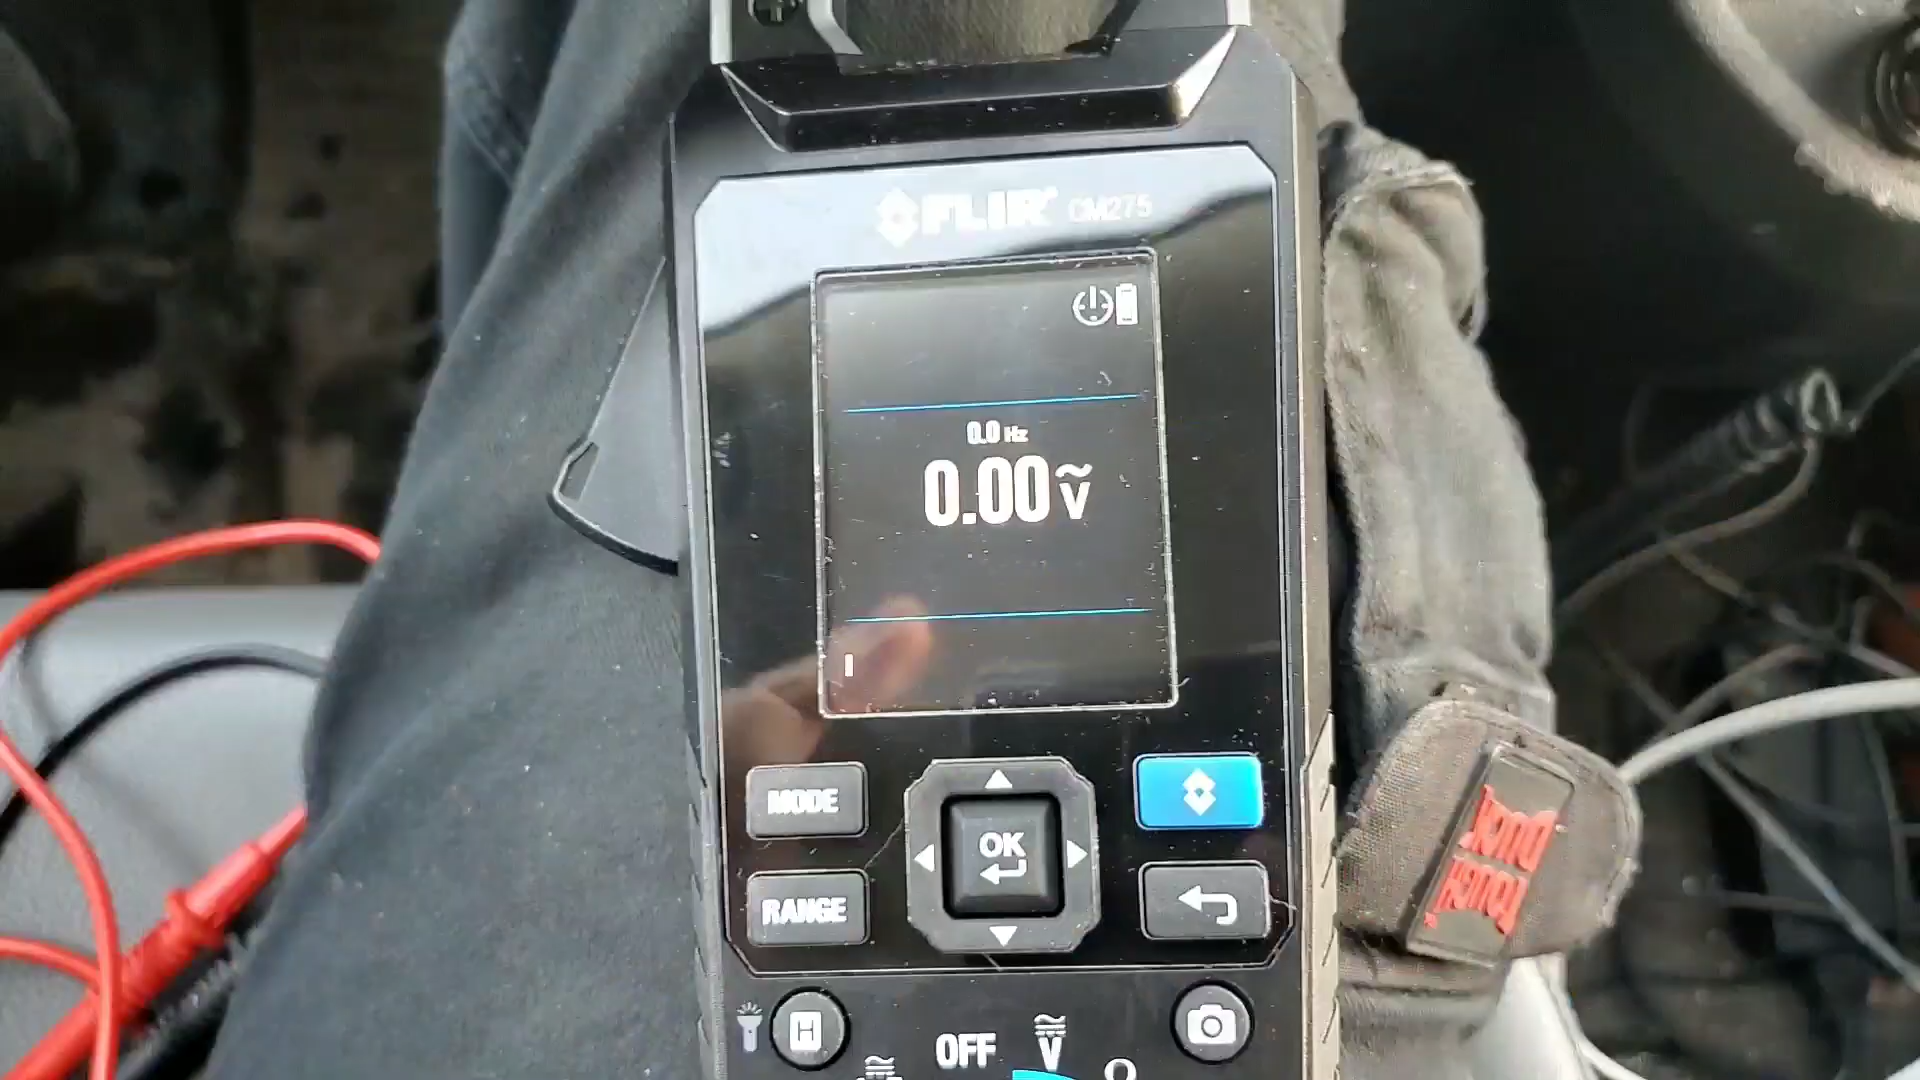 FLIR CM275
0.0 Hz
0.00 V
MODE
OK
RANGE
H
OFF
V
Ω